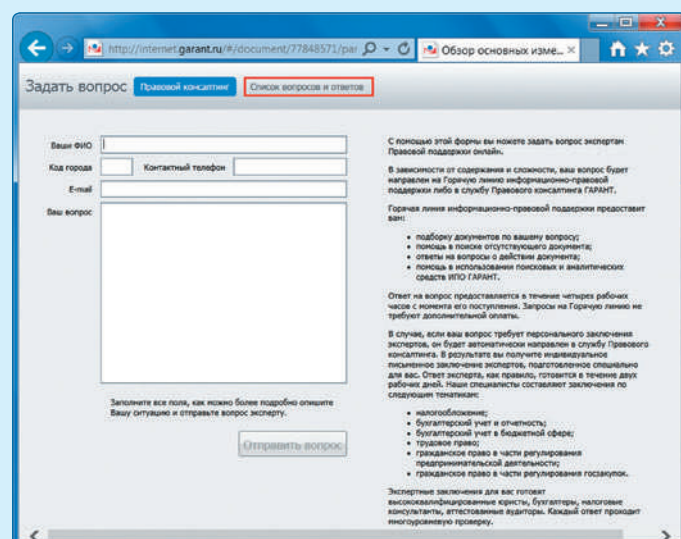 http://internet.garant.ru/#/document/77848571/par
Обзор основных изме...
Задать вопрос
Правовой консалтинг
Список вопросов и ответов
Ваши ФИО
Код города
Контактный телефон
E-mail
Ваш вопрос
Заполните все поля, как можно более подробно опишите
Вашу ситуацию и отправьте вопрос эксперту.
Отправить вопрос
С помощью этой формы вы можете задать вопрос экспертам
Правовой поддержки онлайн.
В зависимости от содержания и сложности, ваш вопрос будет
направлен на Горячую линию информационно-правовой
поддержки либо в службу Правового консалтинга ГАРАНТ.
Горячая линия информационно-правовой поддержки предоставит
вам:
• подборку документов по вашему вопросу;
• помощь в поиске отсутствующего документа;
• ответы на вопросы о действии документа;
• помощь в использовании поисковых и аналитических
средств ИПО ГАРАНТ.
Ответ на вопрос предоставляется в течение четырех рабочих
часов с момента его поступления. Запросы на Горячую линию не
требуют дополнительной оплаты.
В случае, если ваш вопрос требует персонального заключения
экспертов, он будет автоматически направлен в службу Правового
консалтинга. В результате вы получите индивидуальное
письменное заключение экспертов, подготовленное специально
для вас. Ответ эксперта, как правило, готовится в течение двух
рабочих дней. Наши специалисты составляют заключения по
следующим тематикам:
• налогообложение;
• бухгалтерский учет и отчетность;
• бухгалтерский учет в бюджетной сфере;
• трудовое право;
• гражданское право в части регулирования
предпринимательской деятельности;
• гражданское право в части регулирования госзакупок.
Экспертные заключения для вас готовят
высококвалифицированные юристы, бухгалтеры, налоговые
консультанты, аттестованные аудиторы. Каждый ответ проходит
многоуровневую проверку.